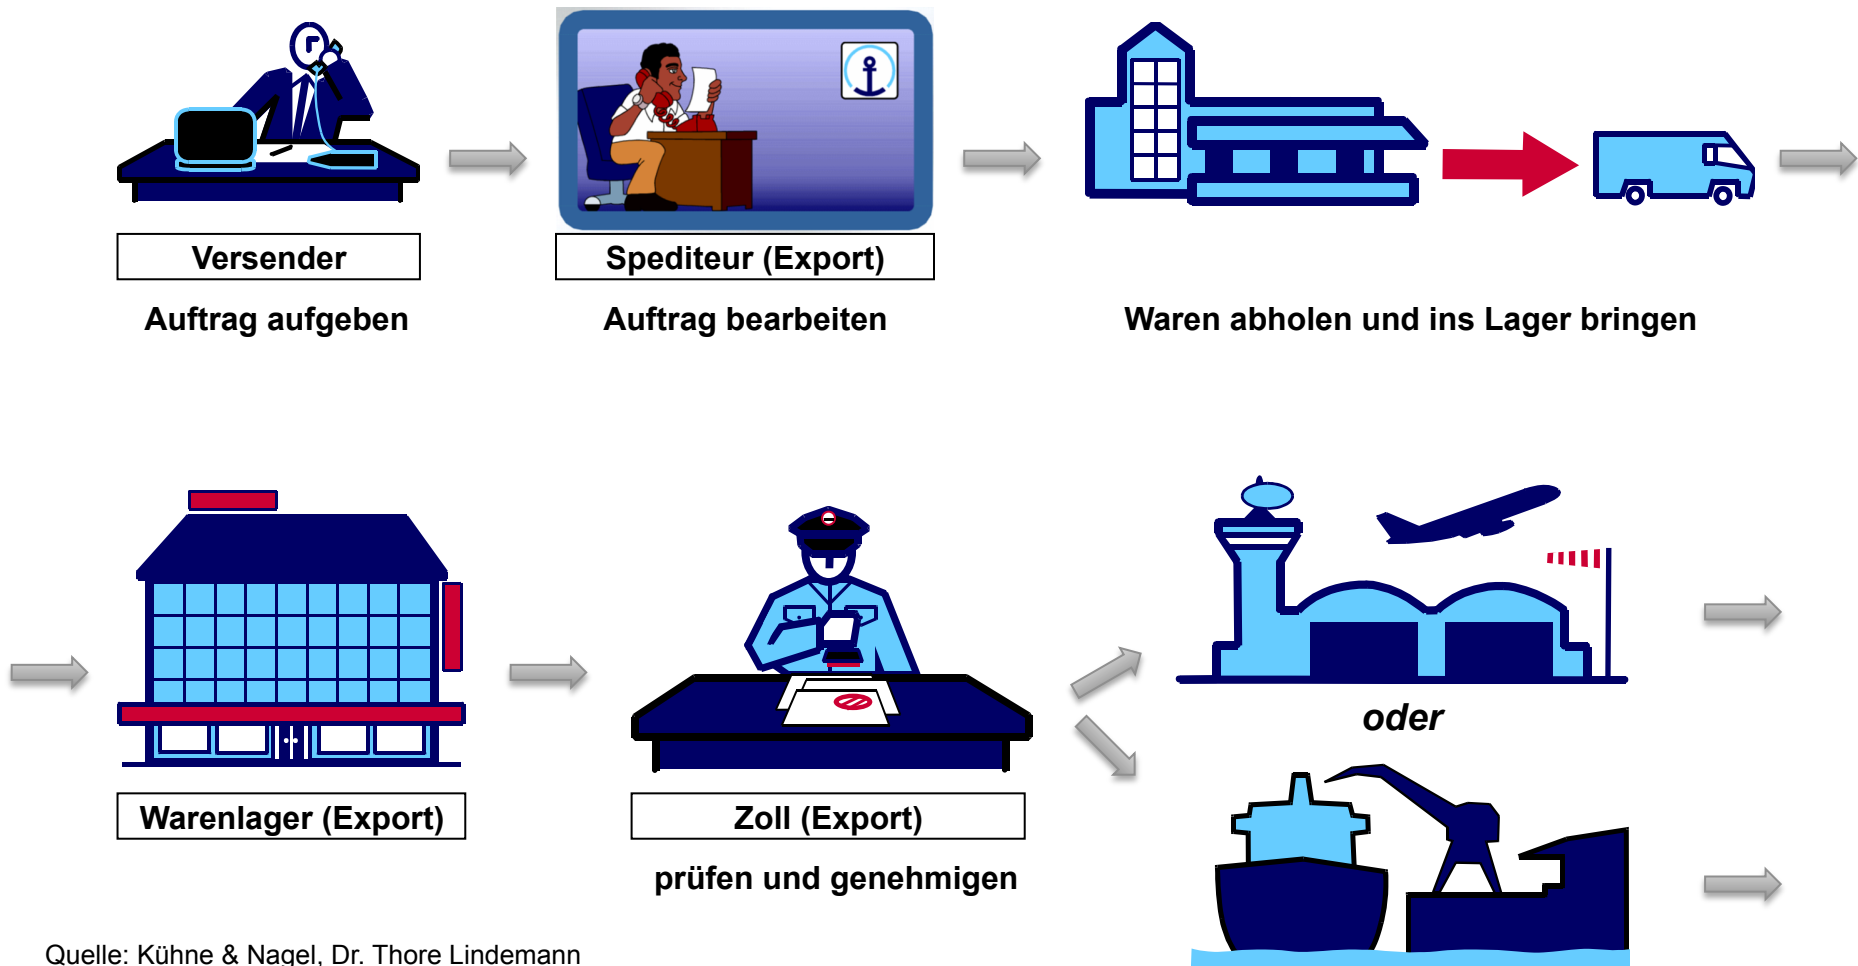 Versender
Spediteur (Export)
Auftrag aufgeben
Auftrag bearbeiten
Waren abholen und ins Lager bringen
oder
Warenlager (Export)
Zoll (Export)
prüfen und genehmigen
Quelle: Kühne & Nagel, Dr. Thore Lindemann